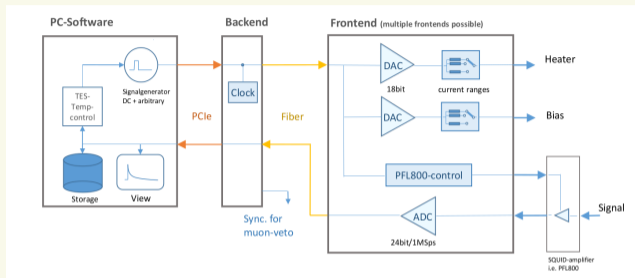 PC-Software
Backend
Frontend (multiple frontends possible)
Signalgenerator
DC + arbitrary
TES-
Temp-
control
Storage
View
PCIe
Clock
Fiber
Sync. for
muon-veto
DAC
18bit
current ranges
Heater
DAC
Bias
PFL800-control
ADC
24bit/1MSps
Signal
SQUID-amplifier
i.e. PFL800